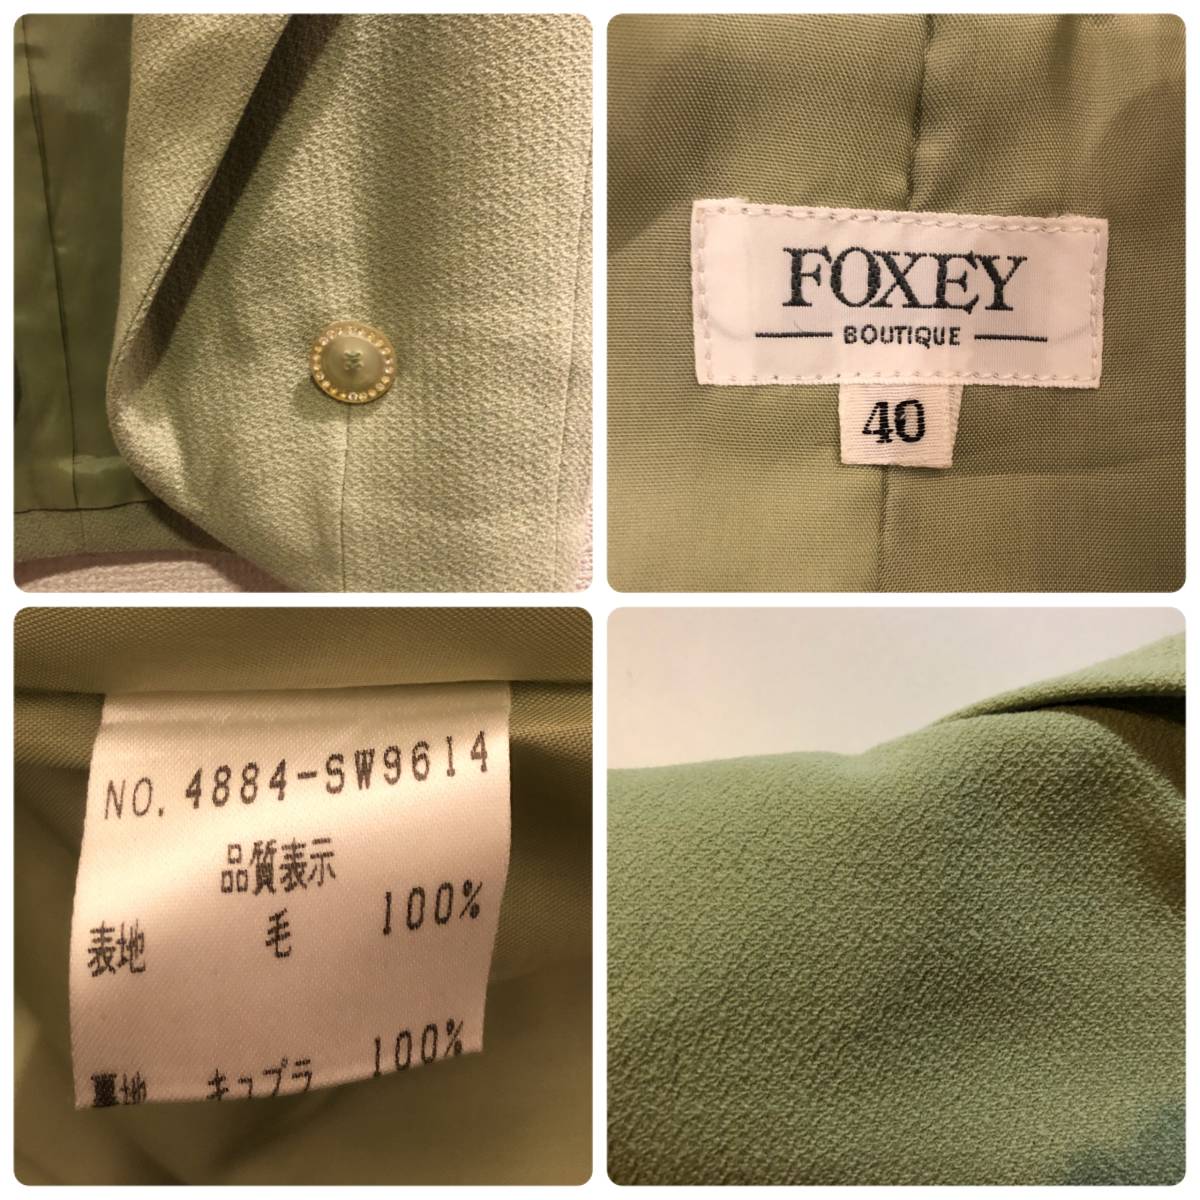 FOXEY
BOUTIQUE
40
NO. 4884-SW9614
品質表示
表地 毛 100%
裏地 キュプラ 100%